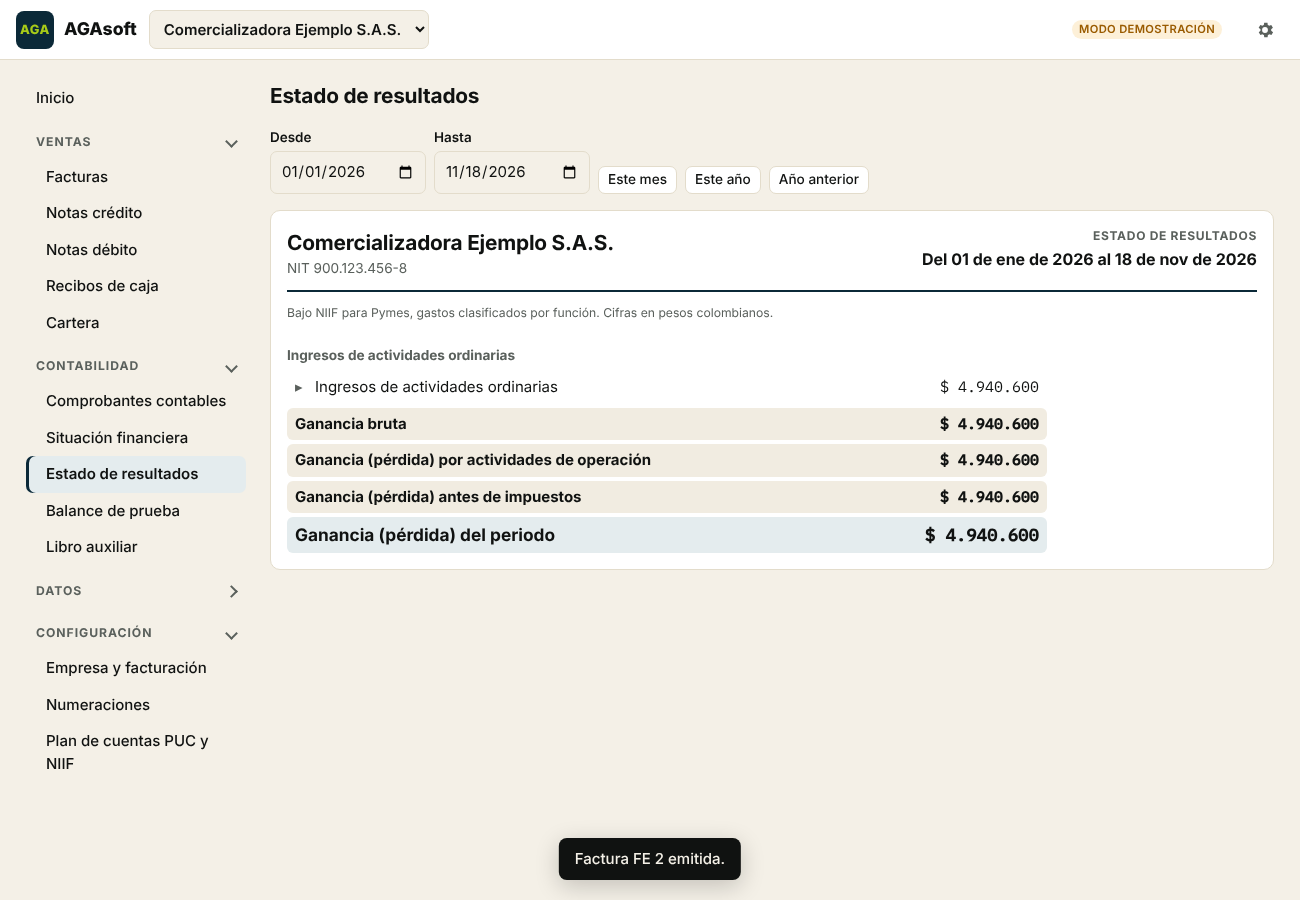 AGA
AGAsoft
Comercializadora Ejemplo S.A.S.
MODO DEMOSTRACIÓN
Inicio
VENTAS
Facturas
Notas crédito
Notas débito
Recibos de caja
Cartera
CONTABILIDAD
Comprobantes contables
Situación financiera
Estado de resultados
Balance de prueba
Libro auxiliar
DATOS
CONFIGURACIÓN
Empresa y facturación
Numeraciones
Plan de cuentas PUC y
NIIF
Estado de resultados
Desde
Hasta
01/01/2026
11/18/2026
Este mes
Este año
Año anterior
Comercializadora Ejemplo S.A.S.
NIT 900.123.456-8
ESTADO DE RESULTADOS
Del 01 de ene de 2026 al 18 de nov de 2026
Bajo NIIF para Pymes, gastos clasificados por función. Cifras en pesos colombianos.
Ingresos de actividades ordinarias
Ingresos de actividades ordinarias $ 4.940.600
Ganancia bruta $ 4.940.600
Ganancia (pérdida) por actividades de operación $ 4.940.600
Ganancia (pérdida) antes de impuestos $ 4.940.600
Ganancia (pérdida) del periodo $ 4.940.600
Factura FE 2 emitida.